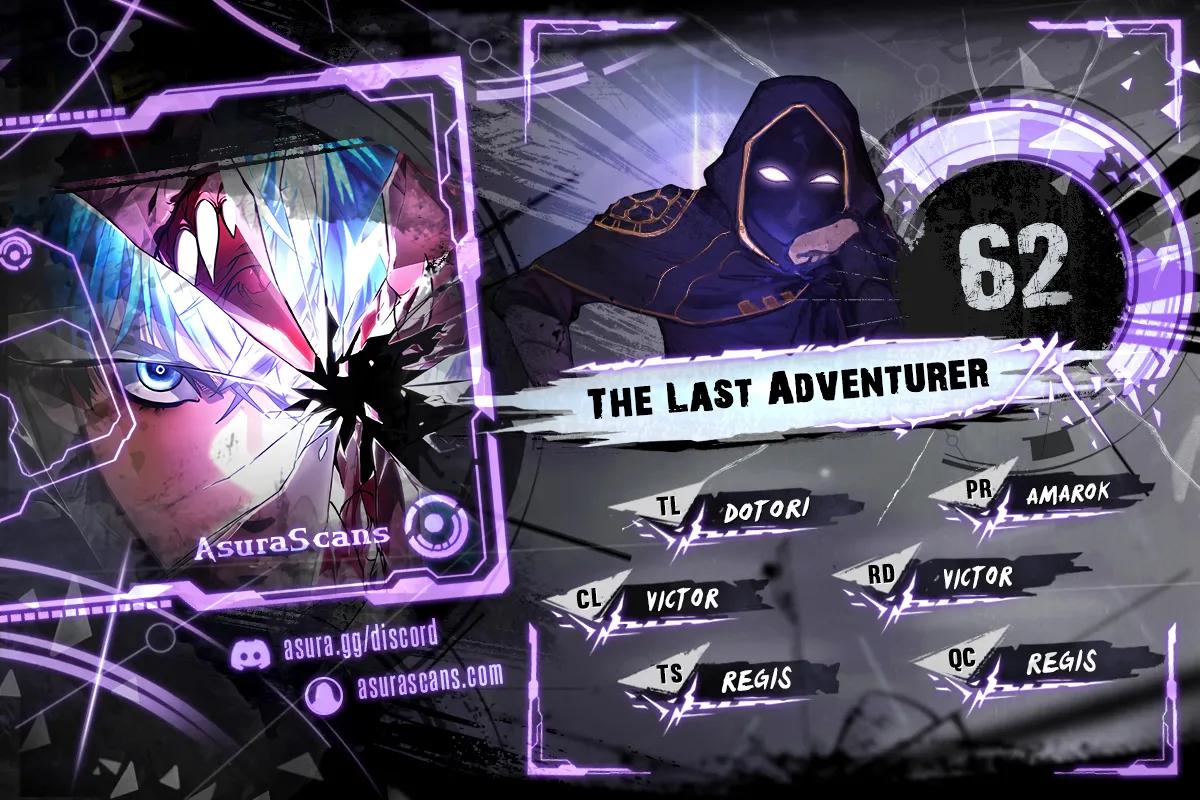 62
The Last Adventurer
TL DOTORI
PR AMAROK
CL VICTOR
RD VICTOR
TS REGIS
QC REGIS
AsuraScans
asura.gg/discord
asurascans.com